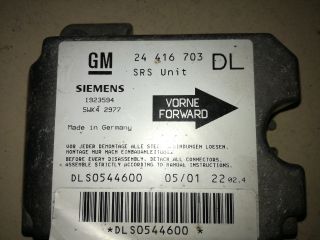 GM 24 416 703 DL
SRS Unit
SIEMENS
1923594
5WK4 2977
VORNE
FORWARD
Made in Germany
VOR JEDER DEMONTAGE ALLE STECKVERBINDUNGEN LOESEN.
MONTAGE NUR NACH EINBAUANLEITUNG
BEFORE EVERY DISASSEMBLY, DETACH ALL CONNECTORS.
ASSEMBLE STRICTLY ACCORDING TO MANUAL INSTRUCTIONS.
DLS0544600 05/01 22 02.4
*DLS0544600 *